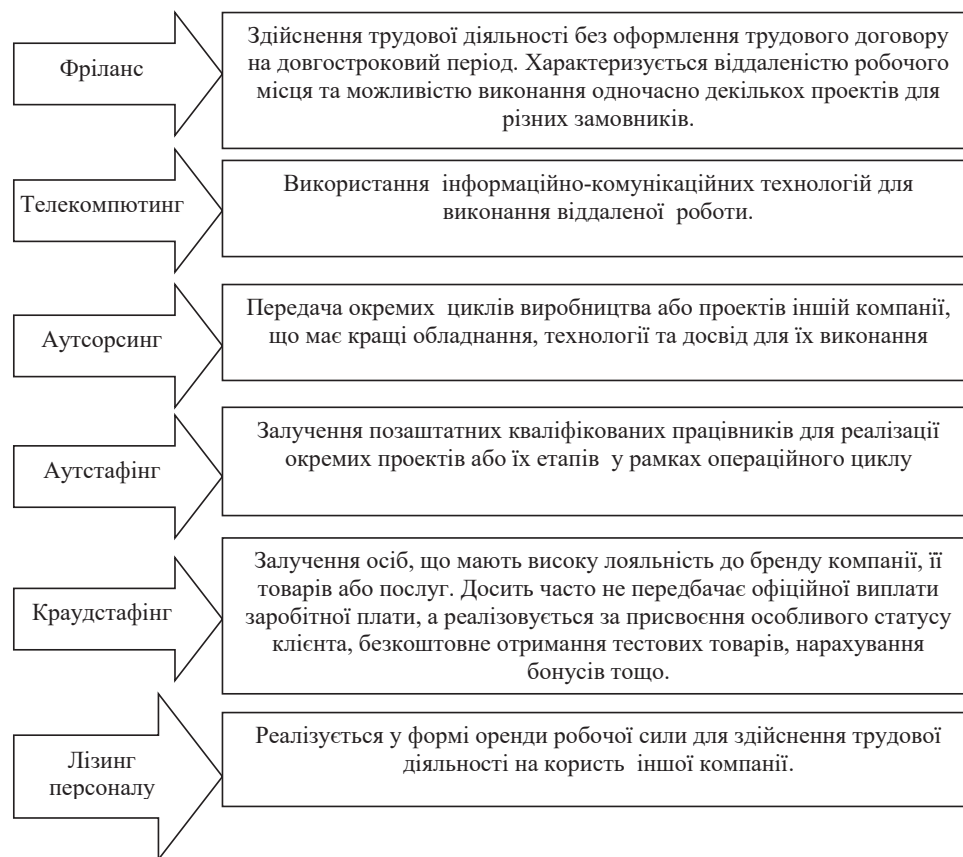 Фріланс
Здійснення трудової діяльності без оформлення трудового договору
на довгостроковий період. Характеризується віддаленістю робочого
місця та можливістю виконання одночасно декількох проектів для
різних замовників.
Телекомпютинг
Використання інформаційно-комунікаційних технологій для
виконання віддаленої роботи.
Аутсорсинг
Передача окремих циклів виробництва або проектів іншій компанії,
що має кращі обладнання, технології та досвід для їх виконання
Аутстафінг
Залучення позаштатних кваліфікованих працівників для реалізації
окремих проектів або їх етапів у рамках операційного циклу
Краудстафінг
Залучення осіб, що мають високу лояльність до бренду компанії, її
товарів або послуг. Досить часто не передбачає офіційної виплати
заробітної плати, а реалізовується за присвоєння особливого статусу
клієнта, безкоштовне отримання тестових товарів, нарахування
бонусів тощо.
Лізинг
персоналу
Реалізується у формі оренди робочої сили для здійснення трудової
діяльності на користь іншої компанії.